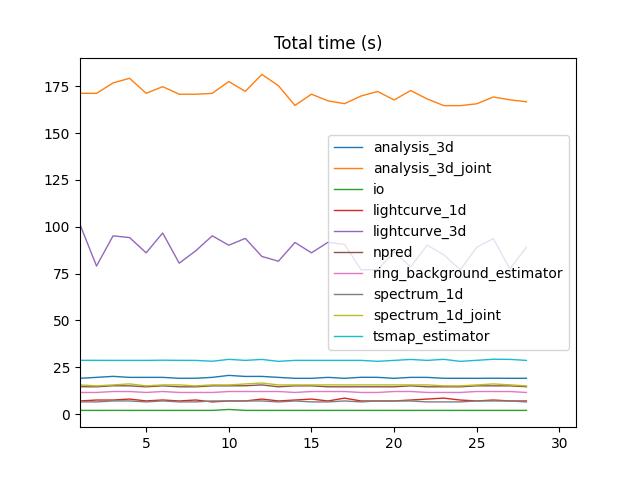 Total time (s)
175
150
125
100
75
50
25
0
analysis_3d
analysis_3d_joint
io
lightcurve_1d
lightcurve_3d
npred
ring_background_estimator
spectrum_1d
spectrum_1d_joint
tsmap_estimator
5 10 15 20 25 30